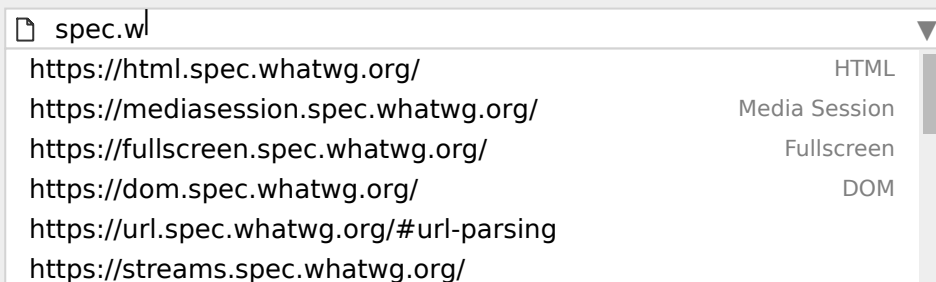 spec.w
https://html.spec.whatwg.org/ HTML
https://mediasession.spec.whatwg.org/ Media Session
https://fullscreen.spec.whatwg.org/ Fullscreen
https://dom.spec.whatwg.org/ DOM
https://url.spec.whatwg.org/#url-parsing
https://streams.spec.whatwg.org/